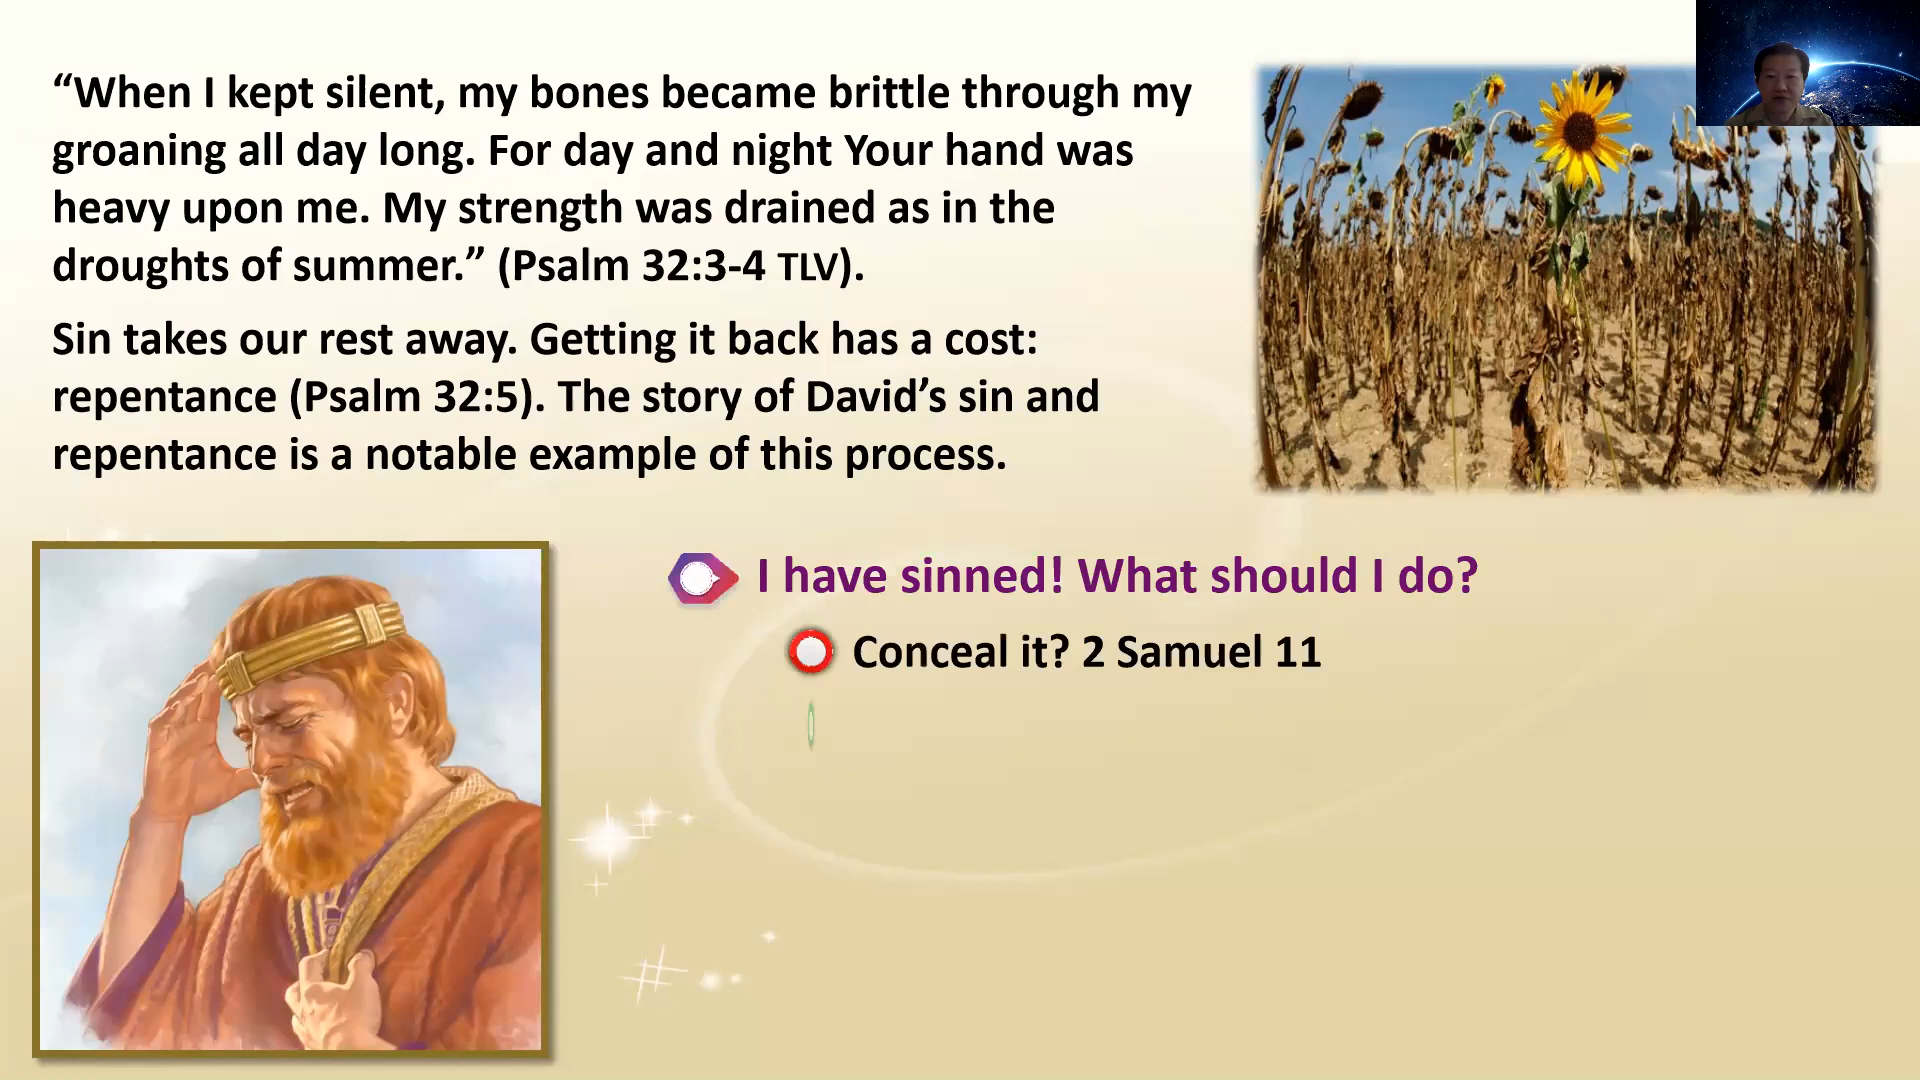 “When I kept silent, my bones became brittle through my
groaning all day long. For day and night Your hand was
heavy upon me. My strength was drained as in the
droughts of summer.” (Psalm 32:3-4 TLV).
Sin takes our rest away. Getting it back has a cost:
repentance (Psalm 32:5). The story of David’s sin and
repentance is a notable example of this process.
I have sinned! What should I do?
Conceal it? 2 Samuel 11